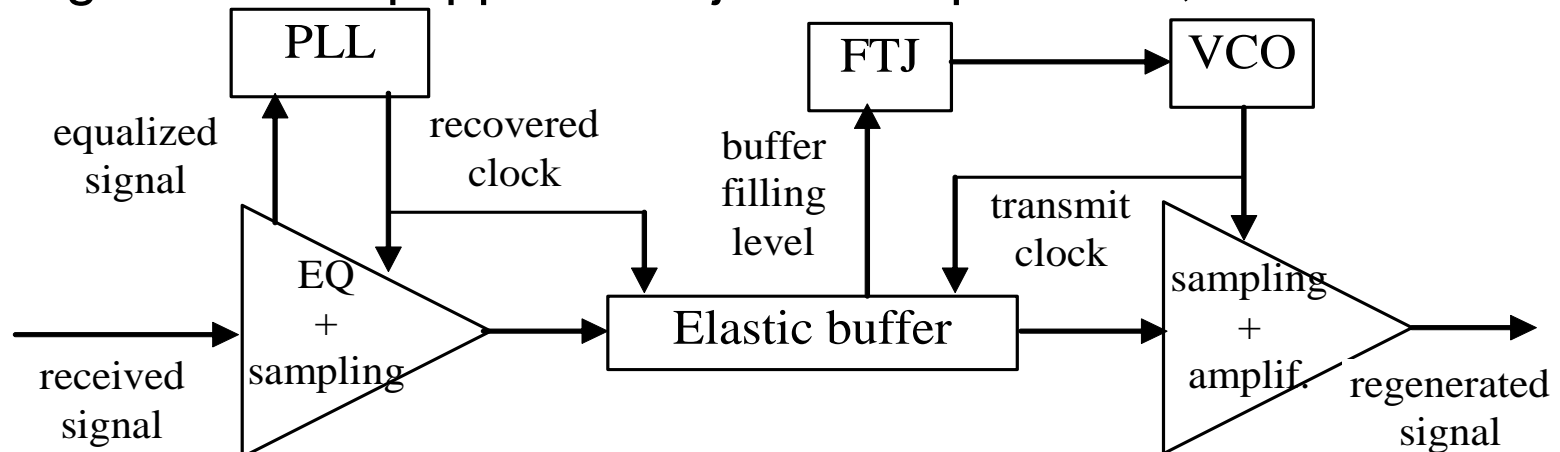 PLL
FTJ
VCO
equalized
signal
recovered
clock
buffer
filling
level
transmit
clock
EQ
+
sampling
Elastic buffer
sampling
+
amplif.
received
signal
regenerated
signal